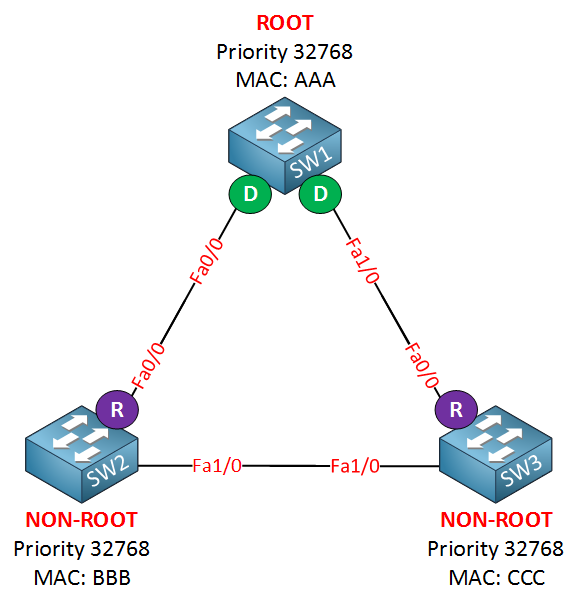 ROOT
Priority 32768
MAC: AAA
SW1
D
D
Fa0/0
Fa1/0
Fa0/0
Fa0/0
R
R
SW2
Fa1/0
Fa1/0
SW3
NON-ROOT
Priority 32768
MAC: BBB
NON-ROOT
Priority 32768
MAC: CCC